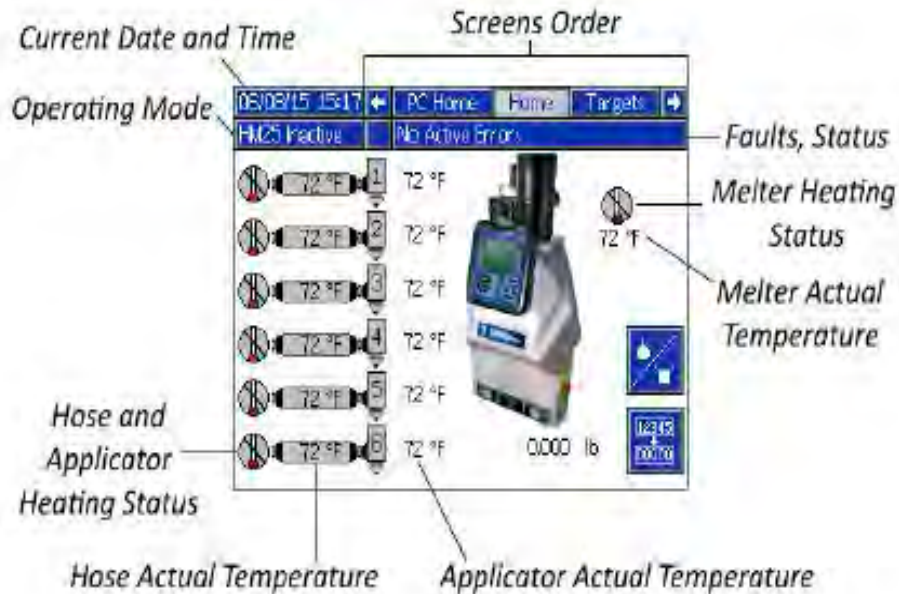 Screens Order
Current Date and Time
06/08/15 15:17 PC Home Home Targets
Operating Mode
HM25 Inactive No Active Errors
Faults, Status
1 72 °F 72 °F
Melter Heating
Status
72 °F
2 72 °F 72 °F
Melter Actual
Temperature
3 72 °F 72 °F
4 72 °F 72 °F
5 72 °F 72 °F
12345
00000
Hose and
Applicator
Heating Status
6 72 °F 72 °F
0.000 lb
Hose Actual Temperature
Applicator Actual Temperature